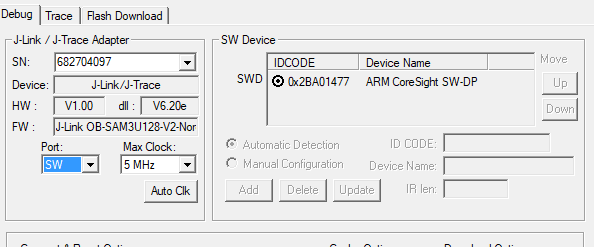 Debug Trace Flash Download
J-Link / J-Trace Adapter
SN: 682704097
Device: J-Link/J-Trace
HW : V1.00 dll : V6.20e
FW : J-Link OB-SAM3U128-V2-Nor
Port: Max Clock:
SW 5 MHz
Auto Clk
SW Device
IDCODE Device Name Move
SWD 0x2BA01477 ARM CoreSight SW-DP Up
Down
Automatic Detection ID CODE:
Manual Configuration Device Name:
Add Delete Update IR len: